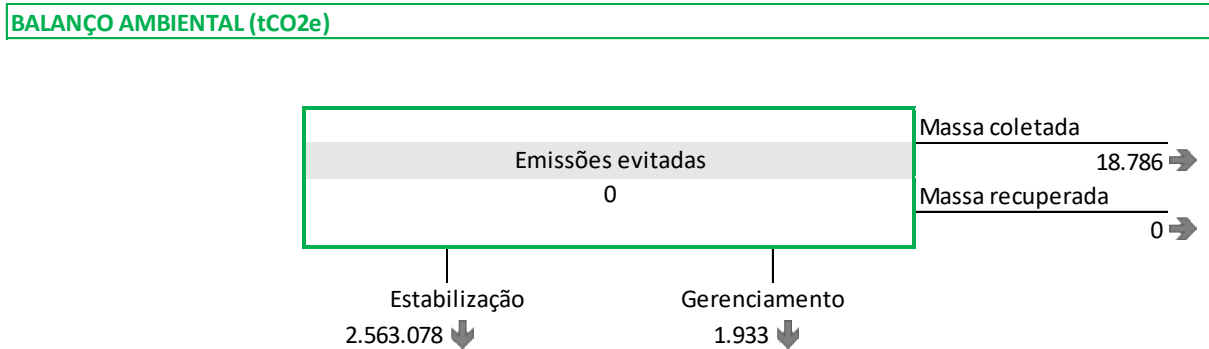 BALANÇO AMBIENTAL (tCO2e)
Massa coletada
Emissões evitadas
18.786
0
Massa recuperada
0
Estabilização
Gerenciamento
2.563.078
1.933